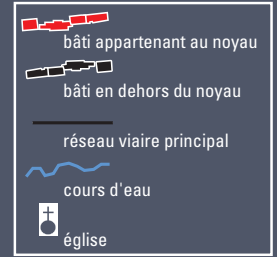 bâti appartenant au noyau
bâti en dehors du noyau
réseau viaire principal
cours d'eau
église